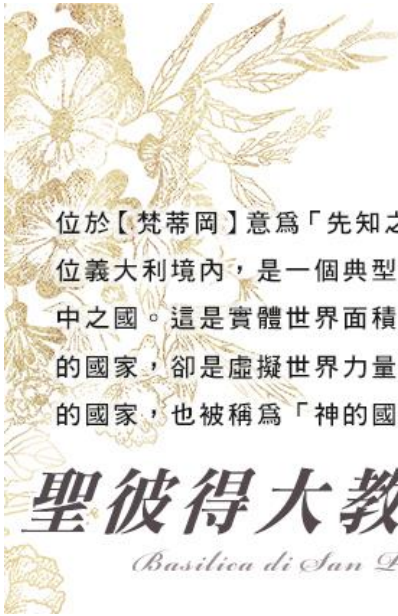 位於【梵蒂岡】意為「先知之
位義大利境內，是一個典型
中之國。這是實體世界面積
的國家，卻是虛擬世界力量
的國家，也被稱為「神的國
聖彼得大教
Basilica di San